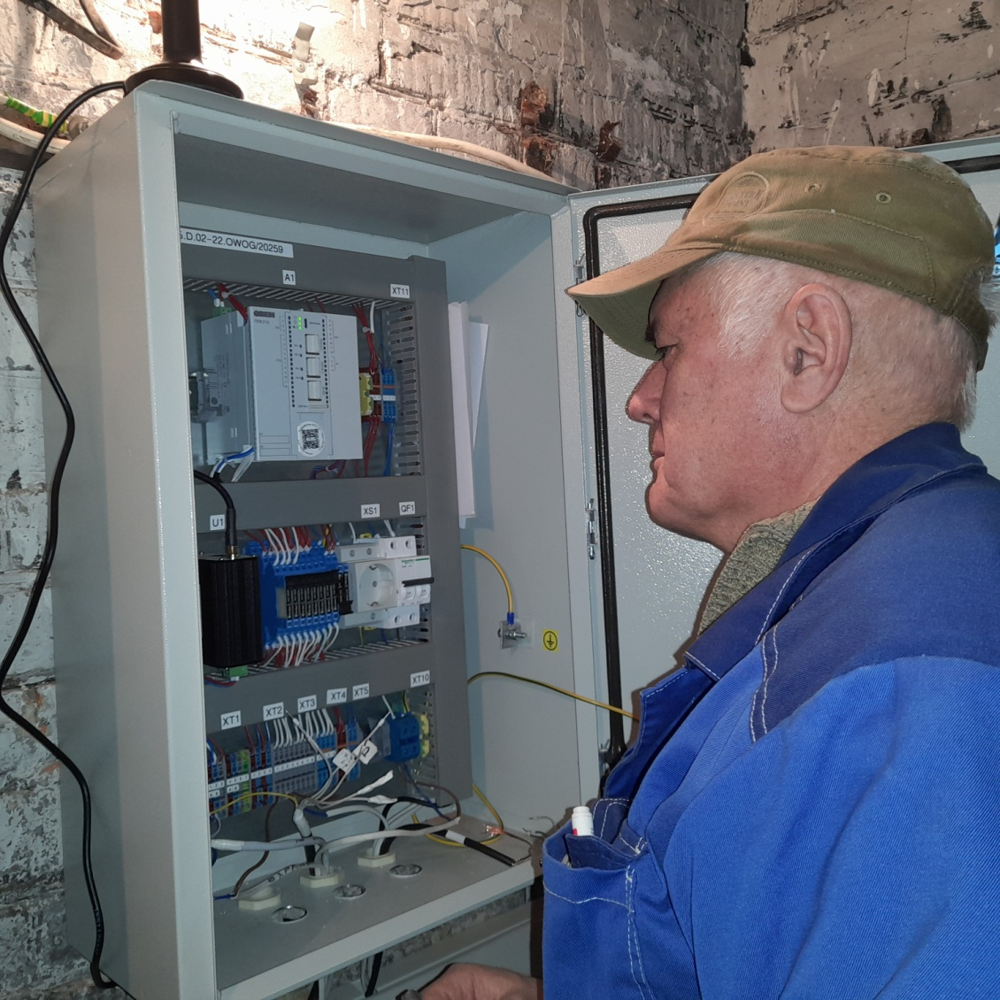 .D.02-22.OWOG/20259
A1
XT11
U1
XS1
QF1
XT1
XT2
XT3
XT4
XT5
XT10